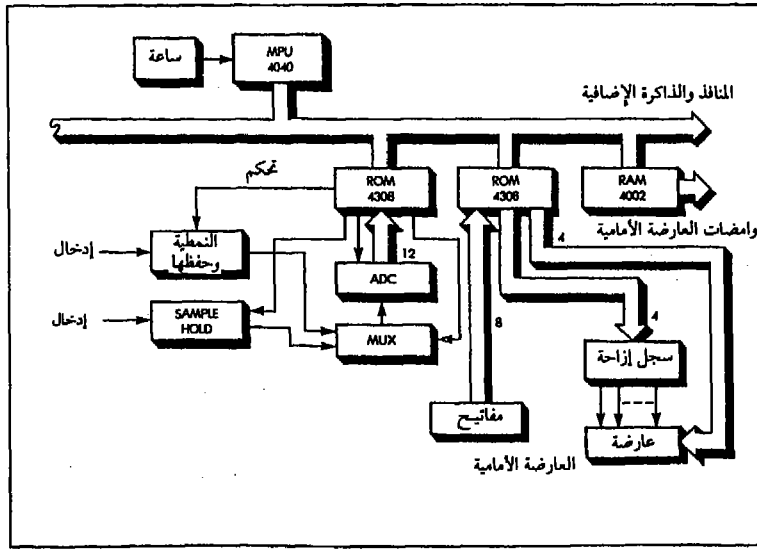 ساعة
MPU
4040
المنافذ والذاكرة الإضافية
تحكم
ROM
4308
ROM
4308
RAM
4002
وامضات العارضة الأمامية
إدخال
النمطية
وحفظها
12
ADC
4
إدخال
SAMPLE
HOLD
MUX
8
4
سجل إزاحة
مفاتيح
عارضة
العارضة الأمامية